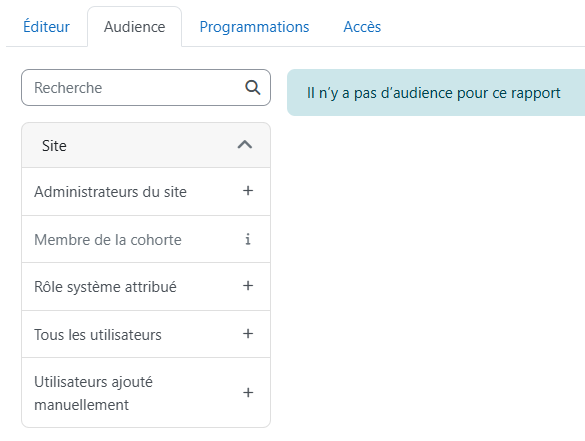 Éditeur Audience Programmations Accès
Recherche
Il n'y a pas d'audience pour ce rapport
Site
Administrateurs du site
Membre de la cohorte
Rôle système attribué
Tous les utilisateurs
Utilisateurs ajouté
manuellement